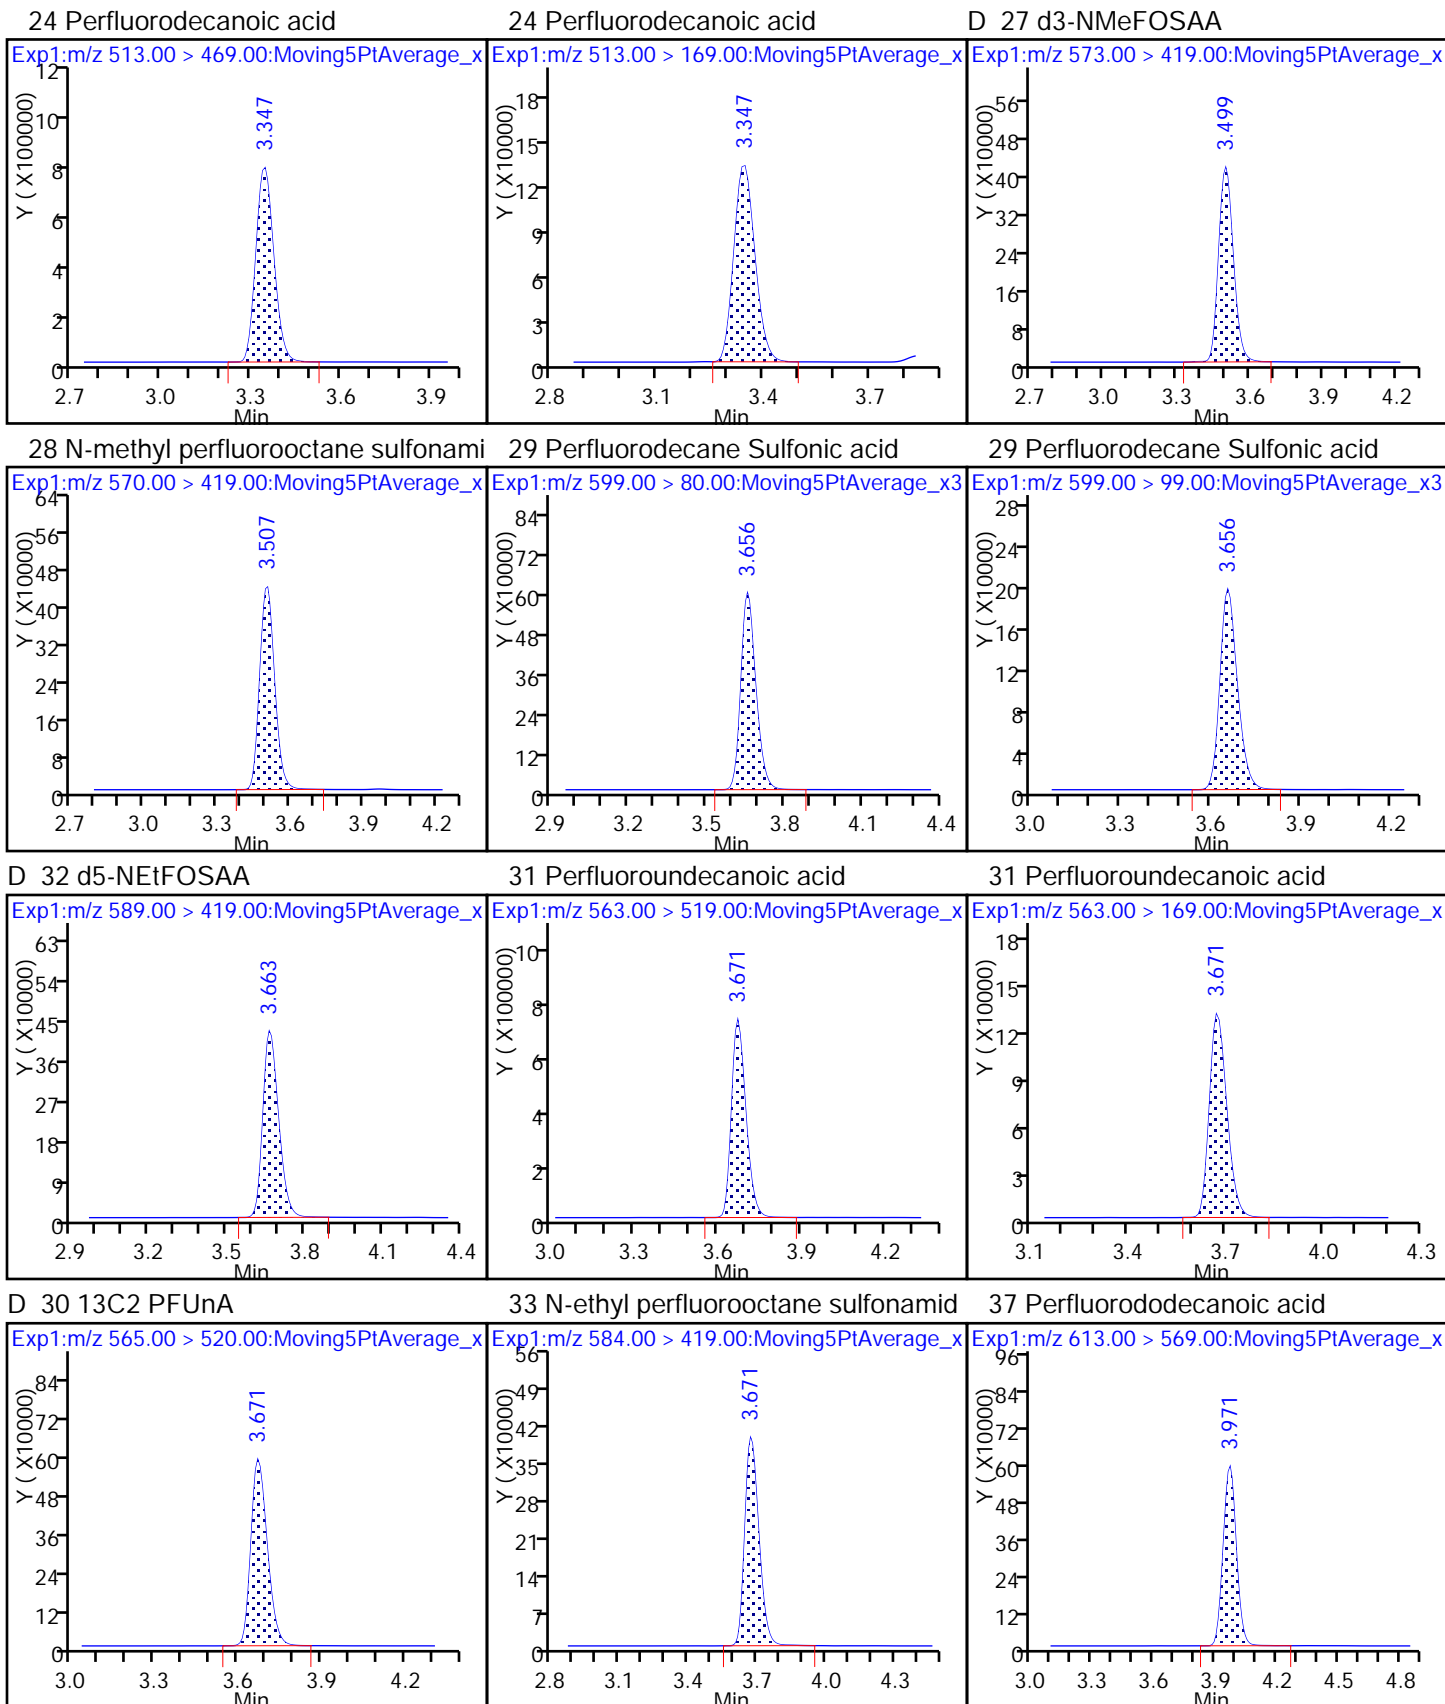 24 Perfluorodecanoic acid
Exp1:m/z 513.00 > 469.00:Moving5PtAverage_x
Y ( X100000)
12
10
8
6
4
2
0
3.347
2.7 3.0 3.3 3.6 3.9
Min
24 Perfluorodecanoic acid
Exp1:m/z 513.00 > 169.00:Moving5PtAverage_x
Y ( X10000)
18
15
12
9
6
3
0
3.347
2.8 3.1 3.4 3.7
Min
D 27 d3-NMeFOSAA
Exp1:m/z 573.00 > 419.00:Moving5PtAverage_x
Y ( X10000)
56
48
40
32
24
16
8
0
3.499
2.7 3.0 3.3 3.6 3.9 4.2
Min
28 N-methyl perfluorooctane sulfonami
Exp1:m/z 570.00 > 419.00:Moving5PtAverage_x
Y ( X10000)
64
56
48
40
32
24
16
8
0
3.507
2.7 3.0 3.3 3.6 3.9 4.2
Min
29 Perfluorodecane Sulfonic acid
Exp1:m/z 599.00 > 80.00:Moving5PtAverage_x3
Y ( X10000)
84
72
60
48
36
24
12
0
3.656
2.9 3.2 3.5 3.8 4.1 4.4
Min
29 Perfluorodecane Sulfonic acid
Exp1:m/z 599.00 > 99.00:Moving5PtAverage_x3
Y ( X10000)
28
24
20
16
12
8
4
0
3.656
3.0 3.3 3.6 3.9 4.2
Min
D 32 d5-NEtFOSAA
Exp1:m/z 589.00 > 419.00:Moving5PtAverage_x
Y ( X10000)
63
54
45
36
27
18
9
0
3.663
2.9 3.2 3.5 3.8 4.1 4.4
Min
31 Perfluoroundecanoic acid
Exp1:m/z 563.00 > 519.00:Moving5PtAverage_x
Y ( X100000)
10
8
6
4
2
0
3.671
3.0 3.3 3.6 3.9 4.2
Min
31 Perfluoroundecanoic acid
Exp1:m/z 563.00 > 169.00:Moving5PtAverage_x
Y ( X10000)
18
15
12
9
6
3
0
3.671
3.1 3.4 3.7 4.0 4.3
Min
D 30 13C2 PFUnA
Exp1:m/z 565.00 > 520.00:Moving5PtAverage_x
Y ( X10000)
84
72
60
48
36
24
12
0
3.671
3.0 3.3 3.6 3.9 4.2
Min
33 N-ethyl perfluorooctane sulfonamid
Exp1:m/z 584.00 > 419.00:Moving5PtAverage_x
Y ( X10000)
56
49
42
35
28
21
14
7
0
3.671
2.8 3.1 3.4 3.7 4.0 4.3
Min
37 Perfluorododecanoic acid
Exp1:m/z 613.00 > 569.00:Moving5PtAverage_x
Y ( X10000)
96
84
72
60
48
36
24
12
0
3.971
3.0 3.3 3.6 3.9 4.2 4.5 4.8
Min